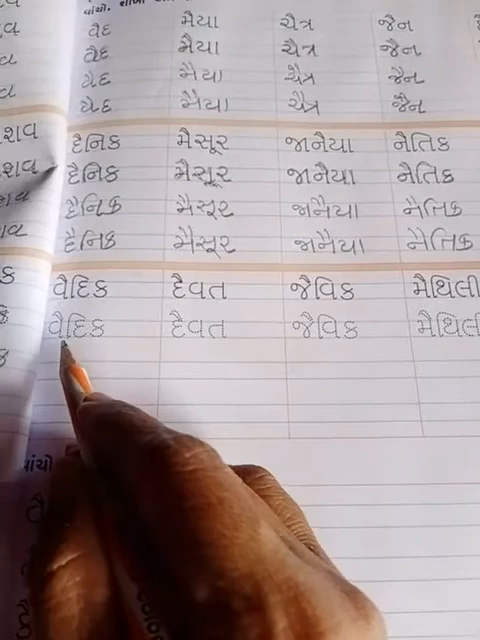 વાંચો.
વૈદ મૈયા ચૈત્ર જૈન
વૈદ મૈયા ચૈત્ર જૈન
વૈદ મૈયા ચૈત્ર જૈન
વૈદ મૈયા ચૈત્ર જૈન
દૈનિક મૈસૂર જાનૈયા નૈતિક
દૈનિક મૈસૂર જાનૈયા નૈતિક
દૈનિક મૈસૂર જાનૈયા નૈતિક
દૈનિક મૈસૂર જાનૈયા નૈતિક
વૈદિક દૈવત જૈવિક મૈથિલી
વૈદિક દૈવત જૈવિક મૈથિલી